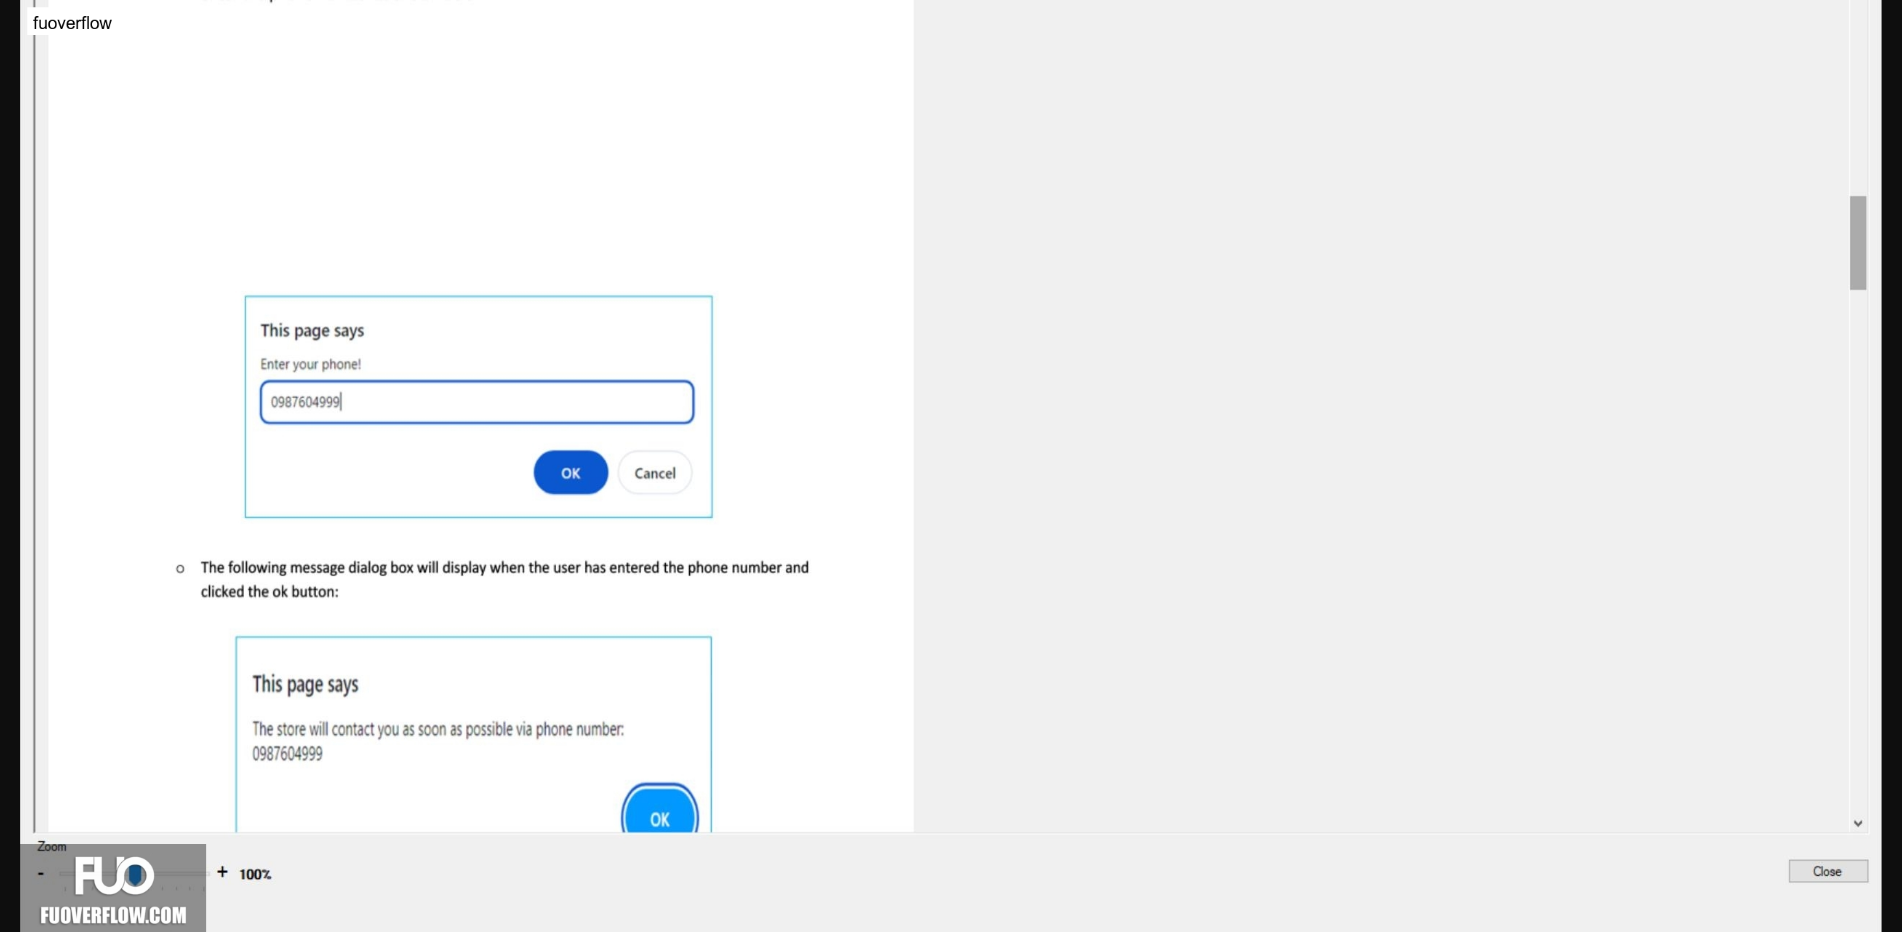 fuoverflow
This page says
Enter your phone!
0987604999
OK
Cancel
o The following message dialog box will display when the user has entered the phone number and
clicked the ok button:
This page says
The store will contact you as soon as possible via phone number:
0987604999
OK
Zoom
- + 100%
Close
FUO
FUOVERFLOW.COM